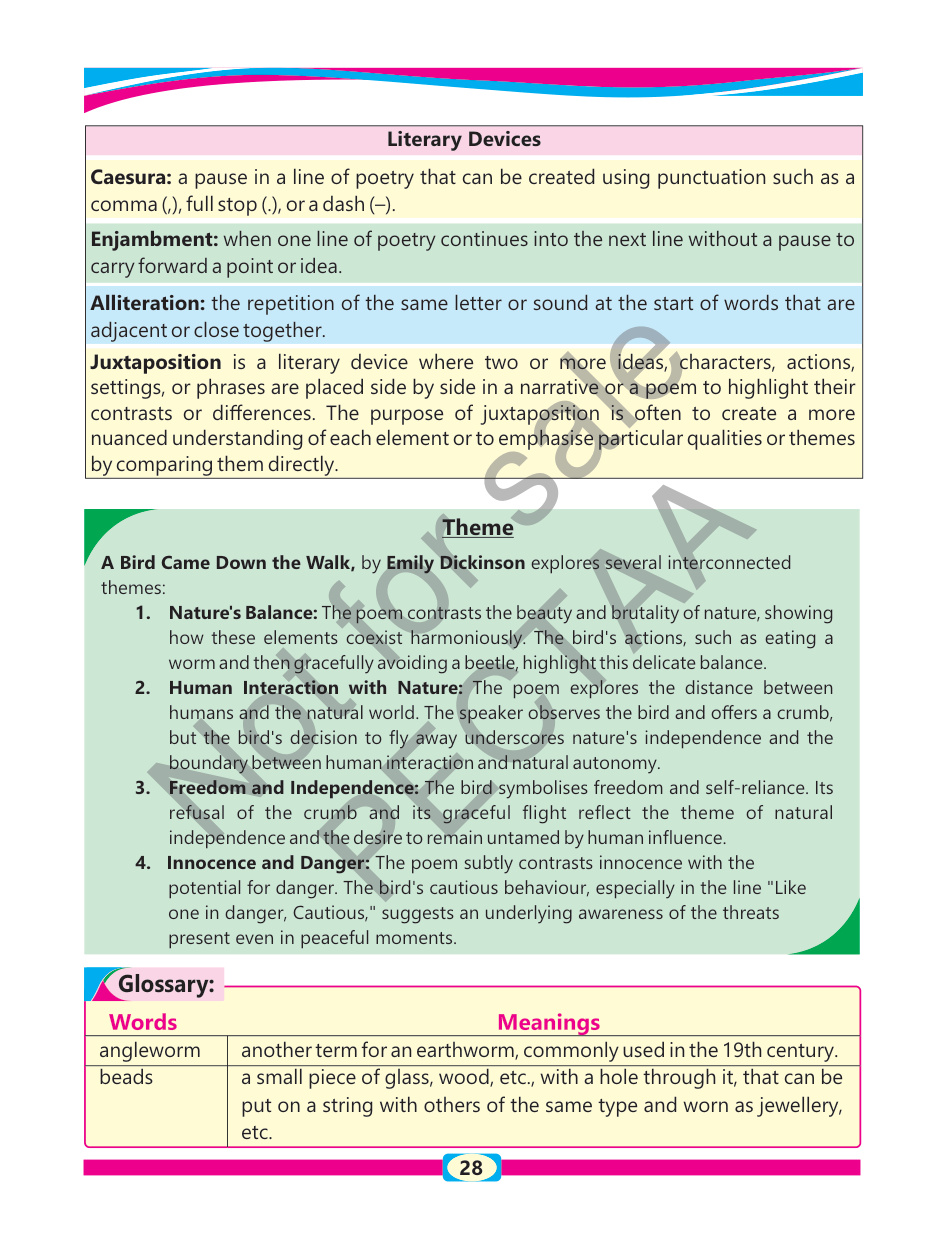 Literary Devices
Caesura: a pause in a line of poetry that can be created using punctuation such as a
comma (,), full stop (.), or a dash (–).
Enjambment: when one line of poetry continues into the next line without a pause to
carry forward a point or idea.
Alliteration: the repetition of the same letter or sound at the start of words that are
adjacent or close together.
Juxtaposition is a literary device where two or more ideas, characters, actions,
settings, or phrases are placed side by side in a narrative or a poem to highlight their
contrasts or differences. The purpose of juxtaposition is often to create a more
nuanced understanding of each element or to emphasise particular qualities or themes
by comparing them directly.
Theme
A Bird Came Down the Walk, by Emily Dickinson explores several interconnected
themes:
1. Nature's Balance: The poem contrasts the beauty and brutality of nature, showing
how these elements coexist harmoniously. The bird's actions, such as eating a
worm and then gracefully avoiding a beetle, highlight this delicate balance.
2. Human Interaction with Nature: The poem explores the distance between
humans and the natural world. The speaker observes the bird and offers a crumb,
but the bird's decision to fly away underscores nature's independence and the
boundary between human interaction and natural autonomy.
3. Freedom and Independence: The bird symbolises freedom and self-reliance. Its
refusal of the crumb and its graceful flight reflect the theme of natural
independence and the desire to remain untamed by human influence.
4. Innocence and Danger: The poem subtly contrasts innocence with the
potential for danger. The bird's cautious behaviour, especially in the line "Like
one in danger, Cautious," suggests an underlying awareness of the threats
present even in peaceful moments.
Not for sale
PECTAA
Glossary:
Words Meanings
angleworm another term for an earthworm, commonly used in the 19th century.
beads a small piece of glass, wood, etc., with a hole through it, that can be
put on a string with others of the same type and worn as jewellery,
etc.
28